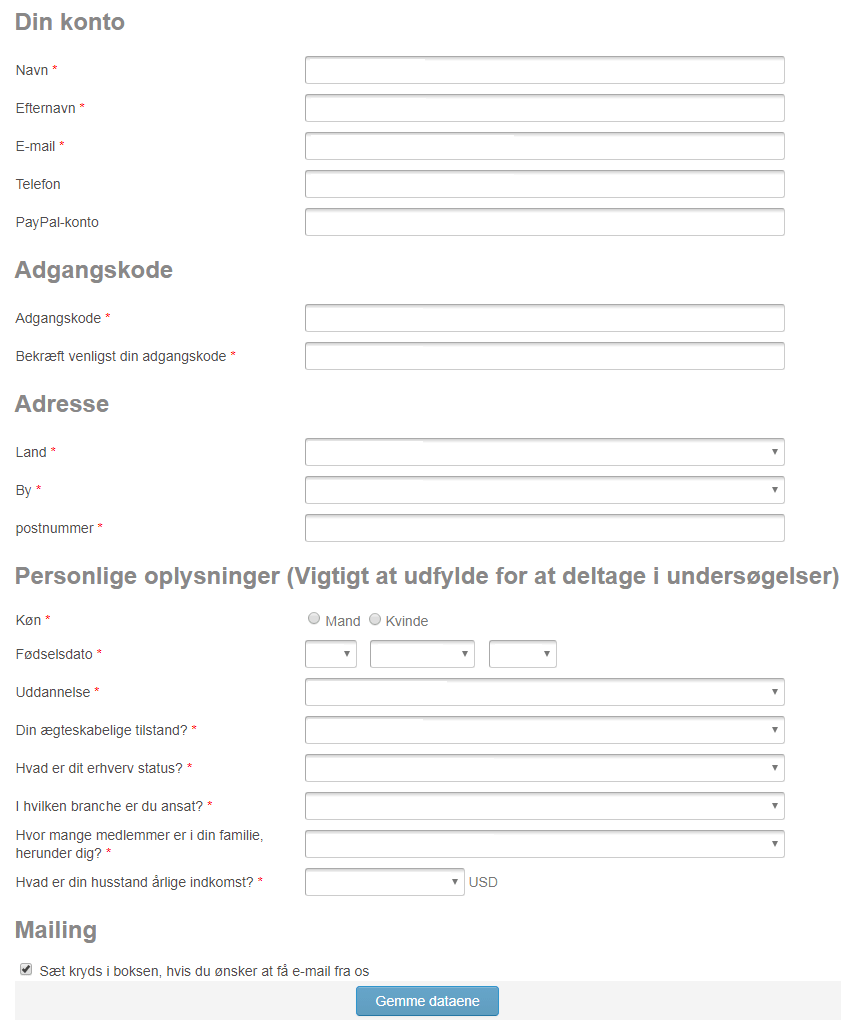 Din konto
Navn *
Efternavn *
E-mail *
Telefon
PayPal-konto
Adgangskode
Adgangskode *
Bekræft venligst din adgangskode *
Adresse
Land *
By *
postnummer *
Personlige oplysninger (Vigtigt at udfylde for at deltage i undersøgelser)
Køn * Mand Kvinde
Fødselsdato *
Uddannelse *
Din ægteskabelige tilstand? *
Hvad er dit erhverv status? *
I hvilken branche er du ansat? *
Hvor mange medlemmer er i din familie,
herunder dig? *
Hvad er din husstand årlige indkomst? * USD
Mailing
Sæt kryds i boksen, hvis du ønsker at få e-mail fra os
Gemme dataene